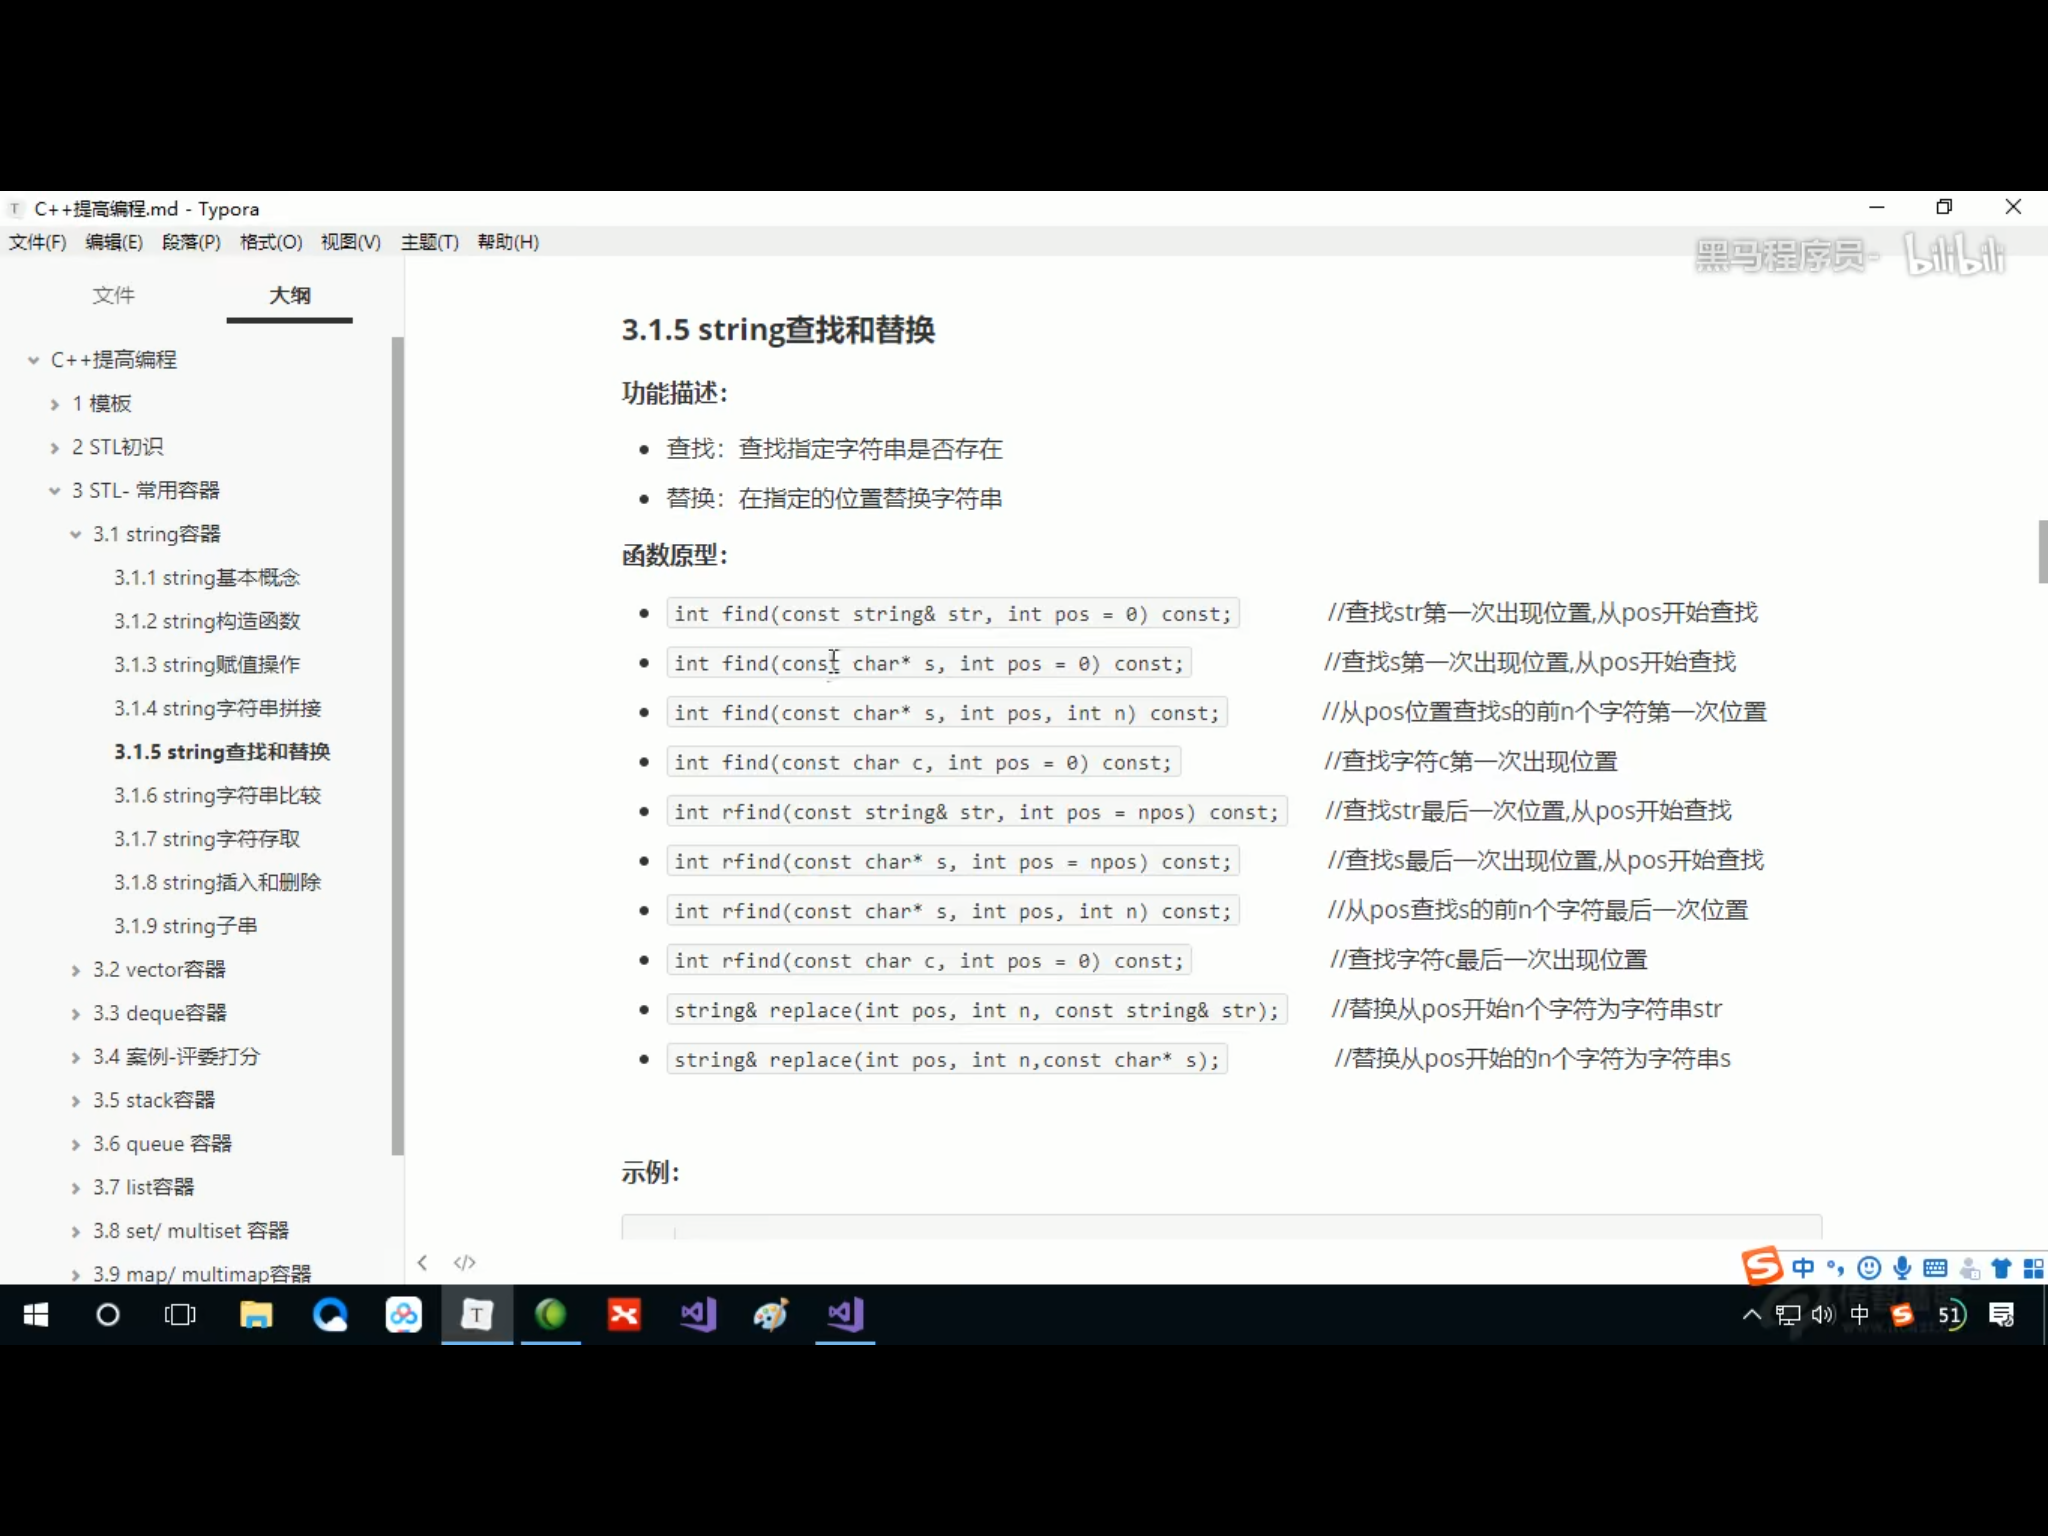 C++提高编程.md - Typora
文件(F) 编辑(E) 段落(P) 格式(O) 视图(V) 主题(T) 帮助(H)
黑马程序员- bilibili
文件 大纲
C++提高编程
1 模板
2 STL初识
3 STL- 常用容器
3.1 string容器
3.1.1 string基本概念
3.1.2 string构造函数
3.1.3 string赋值操作
3.1.4 string字符串拼接
3.1.5 string查找和替换
3.1.6 string字符串比较
3.1.7 string字符存取
3.1.8 string插入和删除
3.1.9 string子串
3.2 vector容器
3.3 deque容器
3.4 案例-评委打分
3.5 stack容器
3.6 queue 容器
3.7 list容器
3.8 set/ multiset 容器
3.9 map/ multimap容器
3.1.5 string查找和替换
功能描述：
查找：查找指定字符串是否存在
替换：在指定的位置替换字符串
函数原型：
int find(const string& str, int pos = 0) const; //查找str第一次出现位置,从pos开始查找
int find(const char* s, int pos = 0) const; //查找s第一次出现位置,从pos开始查找
int find(const char* s, int pos, int n) const; //从pos位置查找s的前n个字符第一次位置
int find(const char c, int pos = 0) const; //查找字符c第一次出现位置
int rfind(const string& str, int pos = npos) const; //查找str最后一次位置,从pos开始查找
int rfind(const char* s, int pos = npos) const; //查找s最后一次出现位置,从pos开始查找
int rfind(const char* s, int pos, int n) const; //从pos查找s的前n个字符最后一次位置
int rfind(const char c, int pos = 0) const; //查找字符c最后一次出现位置
string& replace(int pos, int n, const string& str); //替换从pos开始n个字符为字符串str
string& replace(int pos, int n,const char* s); //替换从pos开始的n个字符为字符串s
示例：
</>
中
中 51